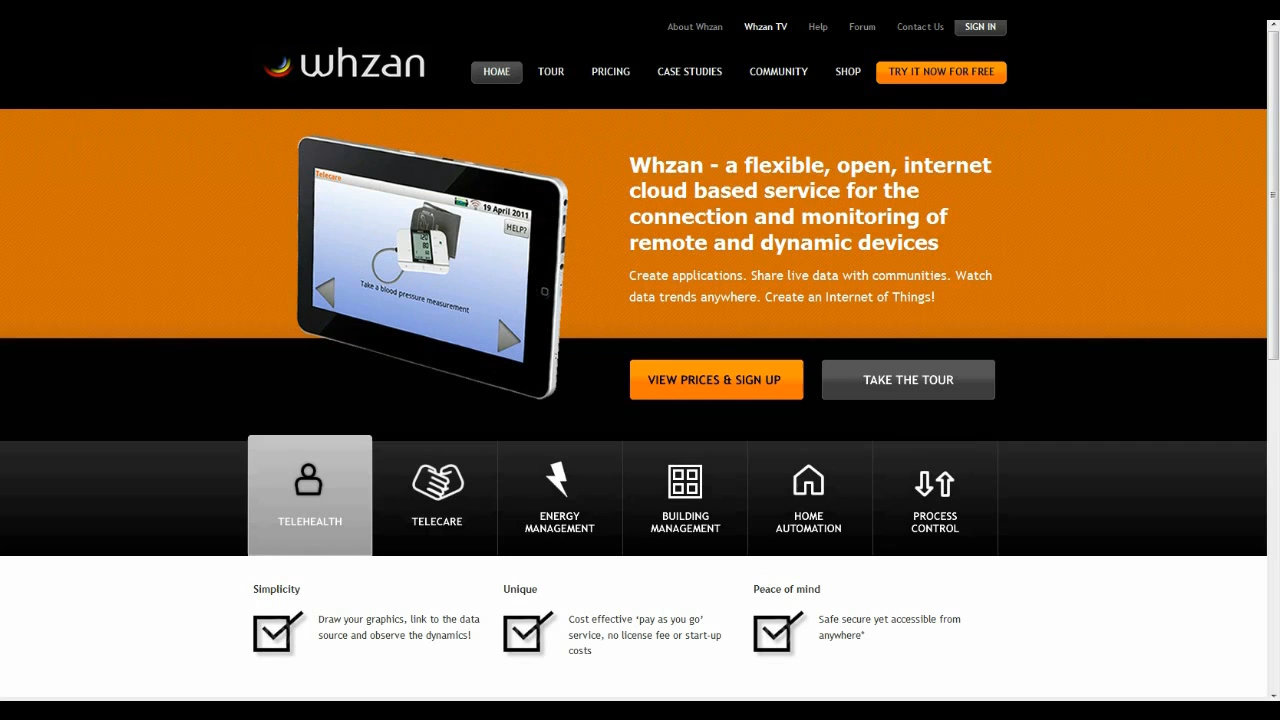 About Whzan Whzan TV Help Forum Contact Us SIGN IN
whzan
HOME TOUR PRICING CASE STUDIES COMMUNITY SHOP TRY IT NOW FOR FREE
Telecare
19 April 2011
HELP?
Take a blood pressure measurement
Whzan - a flexible, open, internet
cloud based service for the
connection and monitoring of
remote and dynamic devices
Create applications. Share live data with communities. Watch
data trends anywhere. Create an Internet of Things!
VIEW PRICES & SIGN UP TAKE THE TOUR
TELEHEALTH
TELECARE
ENERGY
MANAGEMENT
BUILDING
MANAGEMENT
HOME
AUTOMATION
PROCESS
CONTROL
Simplicity
Draw your graphics, link to the data
source and observe the dynamics!
Unique
Cost effective ‘pay as you go’
service, no license fee or start-up
costs
Peace of mind
Safe secure yet accessible from
anywhere*